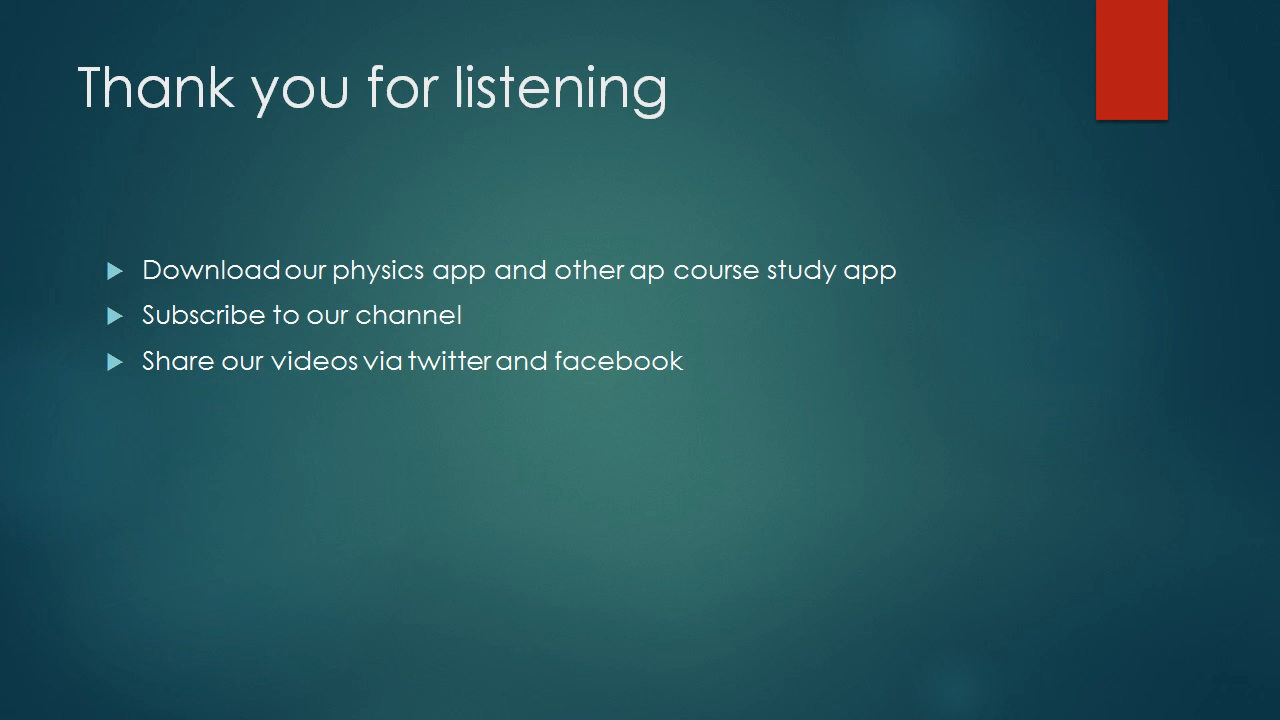 Thank you for listening
Download our physics app and other ap course study app
Subscribe to our channel
Share our videos via twitter and facebook